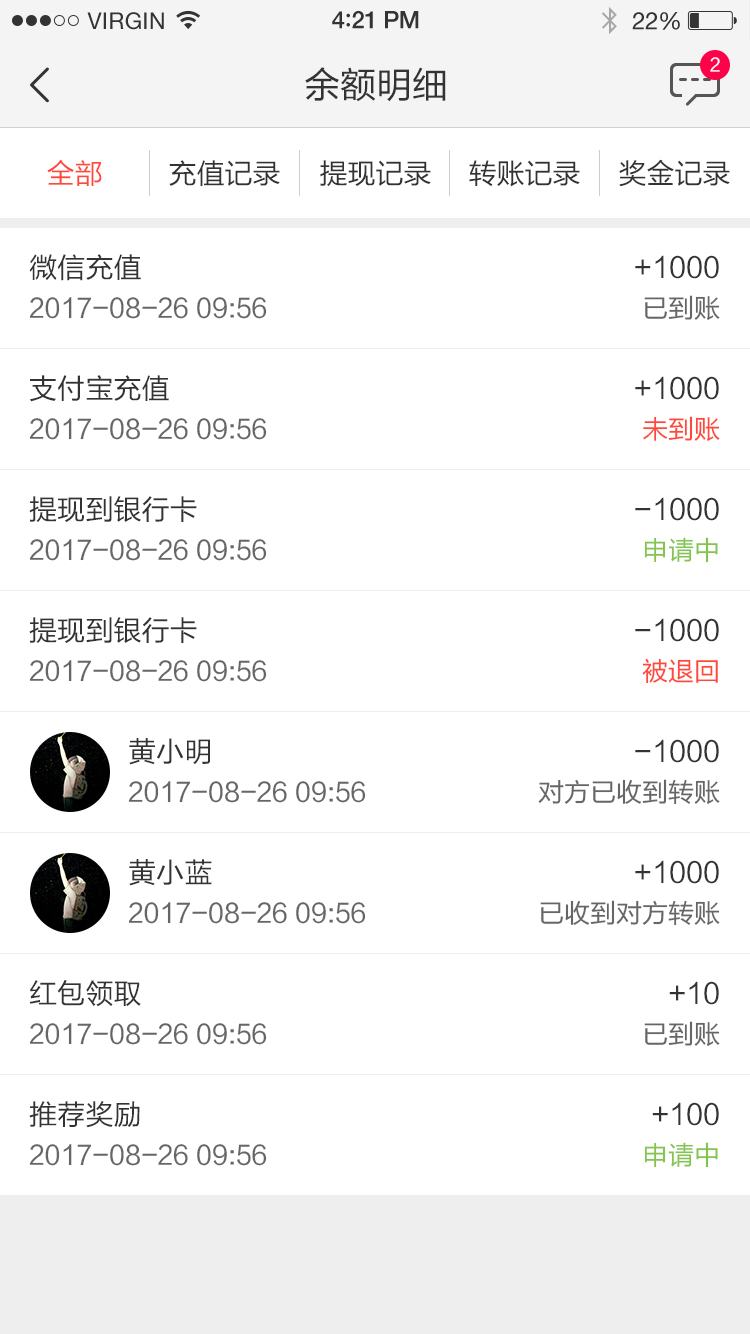 VIRGIN 4:21 PM 22%
余额明细 2
全部 充值记录 提现记录 转账记录 奖金记录
微信充值 +1000
2017-08-26 09:56 已到账
支付宝充值 +1000
2017-08-26 09:56 未到账
提现到银行卡 -1000
2017-08-26 09:56 申请中
提现到银行卡 -1000
2017-08-26 09:56 被退回
黄小明 -1000
2017-08-26 09:56 对方已收到转账
黄小蓝 +1000
2017-08-26 09:56 已收到对方转账
红包领取 +10
2017-08-26 09:56 已到账
推荐奖励 +100
2017-08-26 09:56 申请中